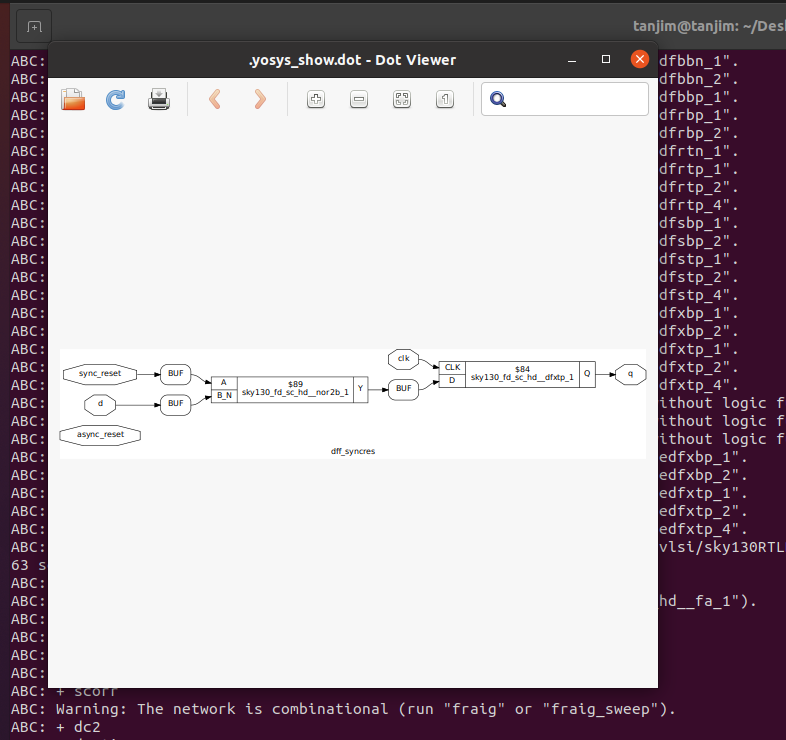 tanjim@tanjim: ~/Des
.yosys_show.dot - Dot Viewer
ABC: dfbbn_1".
ABC: dfbbn_2".
ABC: dfbbp_1".
ABC: dfrbp_1".
ABC: dfrbp_2".
ABC: dfrtn_1".
ABC: dfrtp_1".
ABC: dfrtp_2".
ABC: dfrtp_4".
ABC: dfsbp_1".
ABC: dfsbp_2".
ABC: dfstp_1".
ABC: dfstp_2".
ABC: dfstp_4".
ABC: dfxbp_1".
ABC: dfxbp_2".
ABC: dfxtp_1".
ABC: dfxtp_2".
ABC: dfxtp_4".
ABC: ithout logic f
ABC: ithout logic f
ABC: ithout logic f
ABC: edfxbp_1".
ABC: edfxbp_2".
ABC: edfxtp_1".
ABC: edfxtp_2".
ABC: edfxtp_4".
ABC: vlsi/sky130RTL
63 s
ABC:
ABC: hd__fa_1").
ABC:
ABC:
ABC:
ABC:
ABC: + scorr
ABC: Warning: The network is combinational (run "fraig" or "fraig_sweep").
ABC: + dc2
1
sync_reset
BUF
d
BUF
async_reset
A
B_N
$89
sky130_fd_sc_hd__nor2b_1
Y
clk
BUF
CLK
D
$84
sky130_fd_sc_hd__dfxtp_1
Q
q
dff_syncres